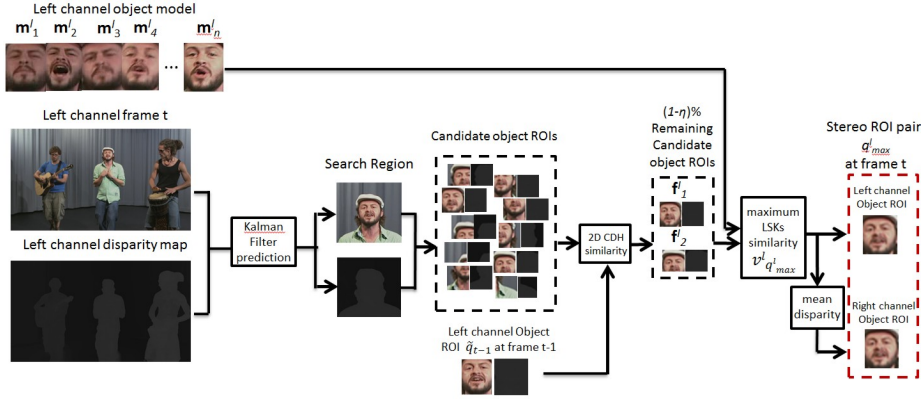 Left channel object model
m^l_1 m^l_2 m^l_3 m^l_4 ... m^l_n
Left channel frame t
Left channel disparity map
Kalman
Filter
prediction
Search Region
Candidate object ROIs
Left channel Object
ROI q̃_{t−1} at frame t-1
2D CDH
similarity
(1-η)%
Remaining
Candidate
object ROIs
f^l_1
f^l_2
maximum
LSKs
similarity
v^l q^l_max
mean
disparity
Stereo ROI pair
q^l_max
at frame t
Left channel
Object ROI
Right channel
Object ROI